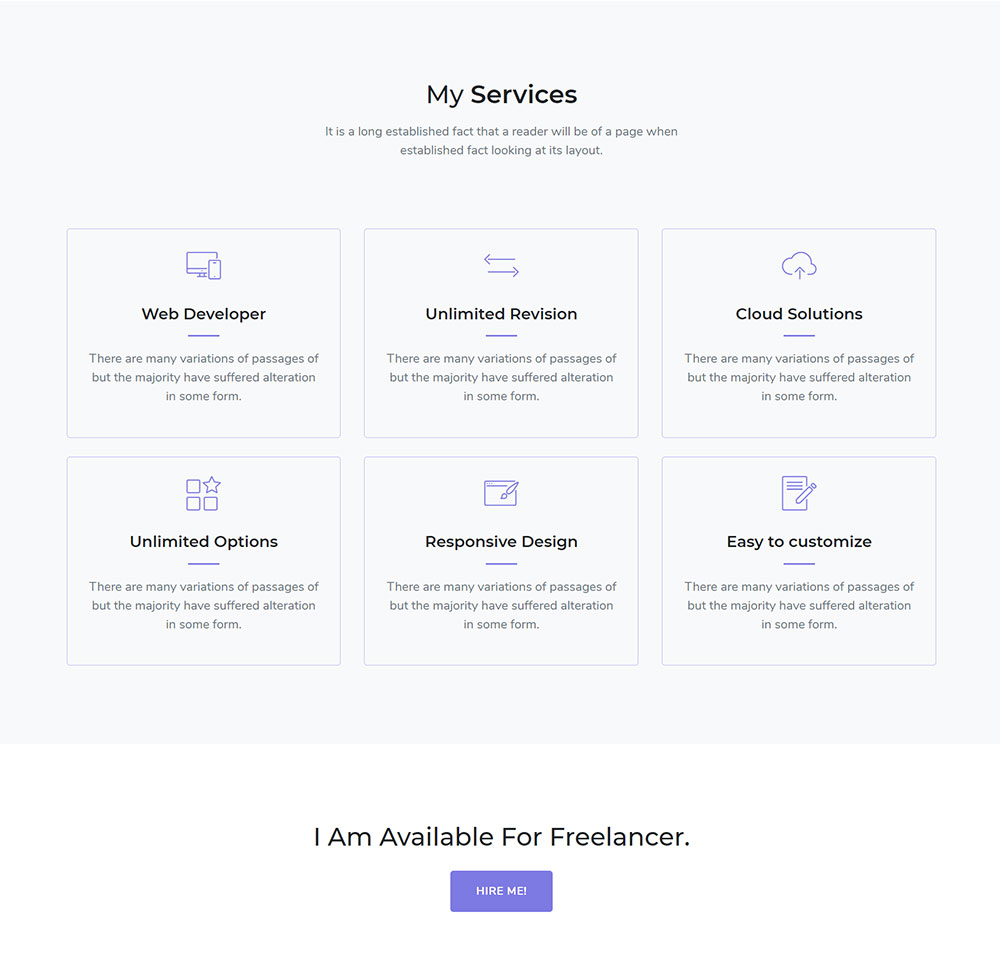 My Services
It is a long established fact that a reader will be of a page when
established fact looking at its layout.
Web Developer
There are many variations of passages of
but the majority have suffered alteration
in some form.
Unlimited Revision
There are many variations of passages of
but the majority have suffered alteration
in some form.
Cloud Solutions
There are many variations of passages of
but the majority have suffered alteration
in some form.
Unlimited Options
There are many variations of passages of
but the majority have suffered alteration
in some form.
Responsive Design
There are many variations of passages of
but the majority have suffered alteration
in some form.
Easy to customize
There are many variations of passages of
but the majority have suffered alteration
in some form.
I Am Available For Freelancer.
HIRE ME!